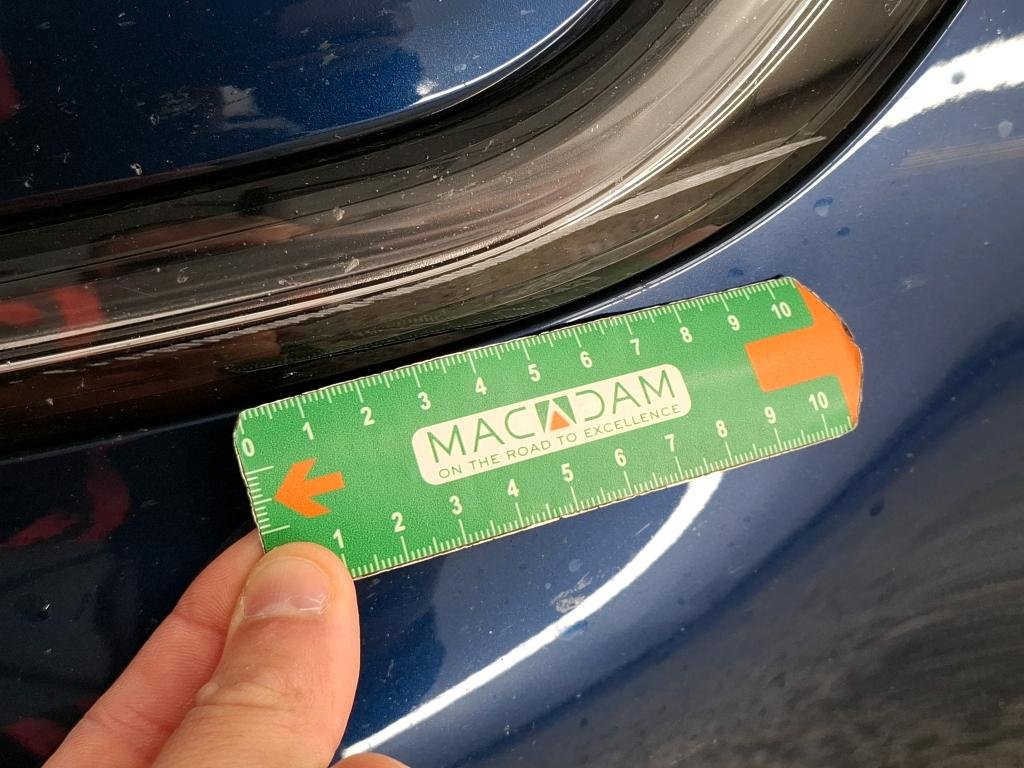 0 1 2 3 4 5 6 7 8 9 10
MACADAM
ON THE ROAD TO EXCELLENCE
1 2 3 4 5 6 7 8 9 10